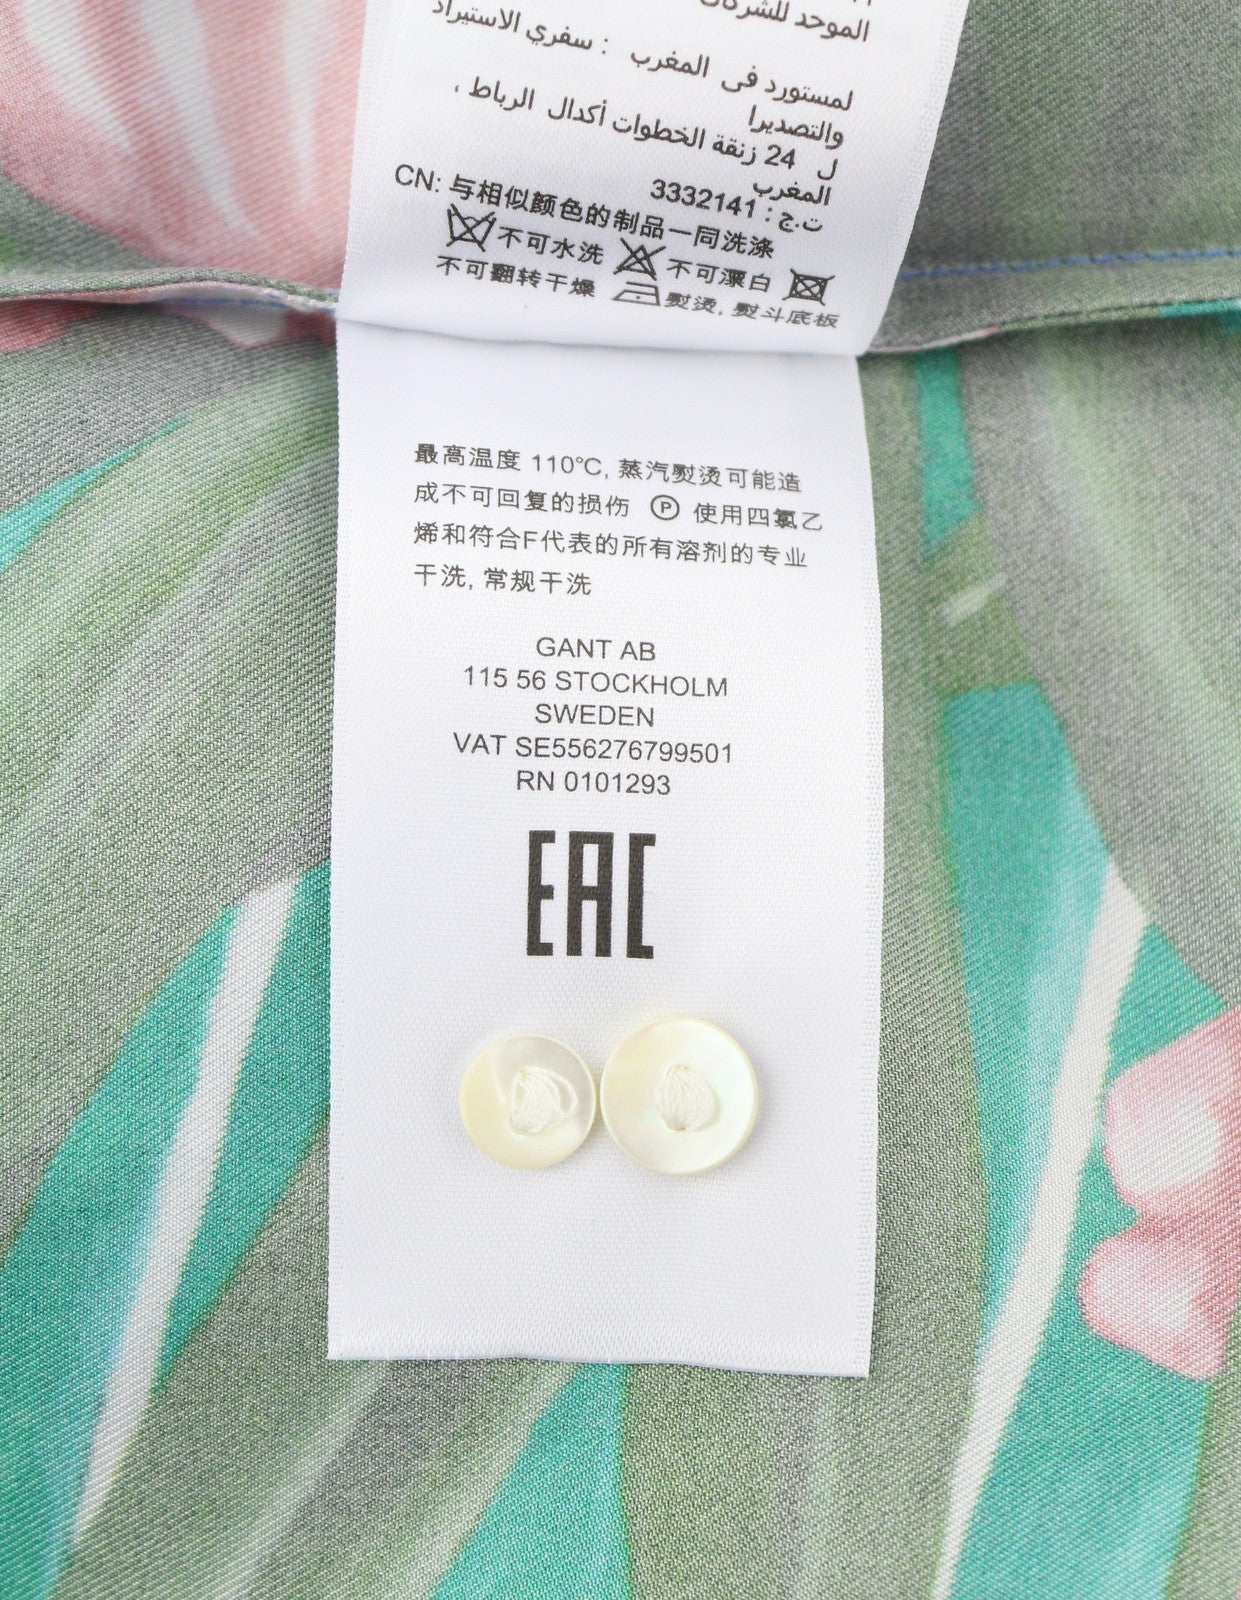 الموحد للشركات
لمستورد في المغرب : سفري الاستيراد
والتصديرا
ل 24 زنقة الخطوات أكدال الرباط ،
المغرب
ت.ج : 3332141
CN: 与相似颜色的制品一同洗涤
不可水洗 不可漂白
不可翻转干燥 熨烫, 熨斗底板
最高温度 110℃, 蒸汽熨烫可能造
成不可回复的损伤 P 使用四氯乙
烯和符合F代表的所有溶剂的专业
干洗, 常规干洗
GANT AB
115 56 STOCKHOLM
SWEDEN
VAT SE556276799501
RN 0101293
EAC